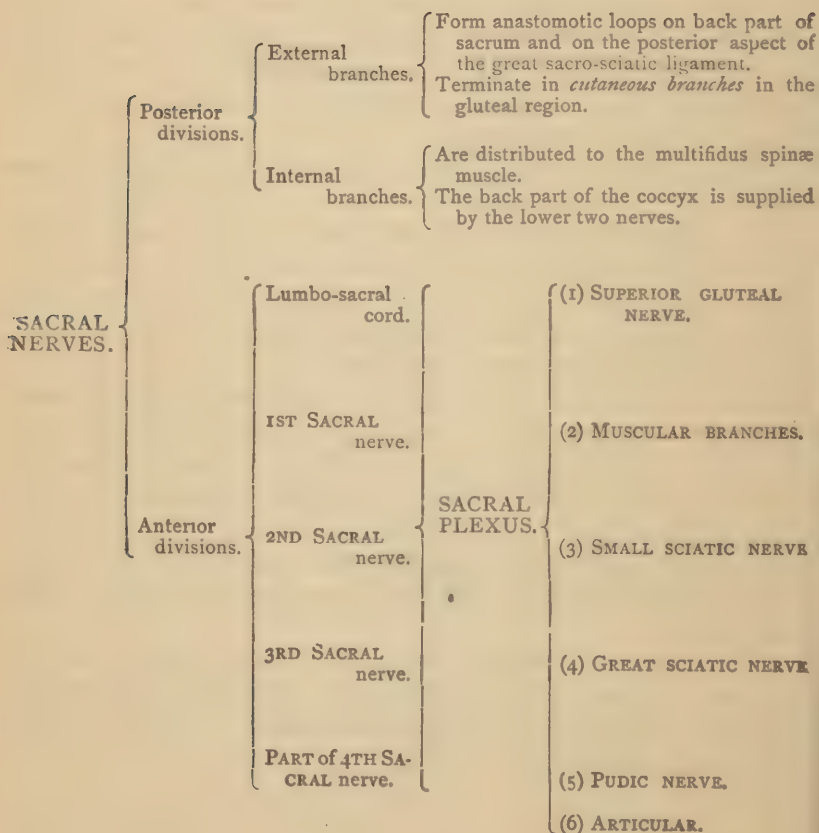 SACRAL
NERVES.
Posterior
divisions.
External
branches.
Form anastomotic loops on back part of
sacrum and on the posterior aspect of
the great sacro-sciatic ligament.
Terminate in cutaneous branches in the
gluteal region.
Internal
branches.
Are distributed to the multifidus spinæ
muscle.
The back part of the coccyx is supplied
by the lower two nerves.
Anterior
divisions.
Lumbo-sacral
cord.
1ST SACRAL
nerve.
2ND SACRAL
nerve.
3RD SACRAL
nerve.
PART of 4TH SA-
CRAL nerve.
SACRAL
PLEXUS.
(1) SUPERIOR GLUTEAL
NERVE.
(2) MUSCULAR BRANCHES.
(3) SMALL SCIATIC NERVE
(4) GREAT SCIATIC NERVE
(5) PUDIC NERVE.
(6) ARTICULAR.